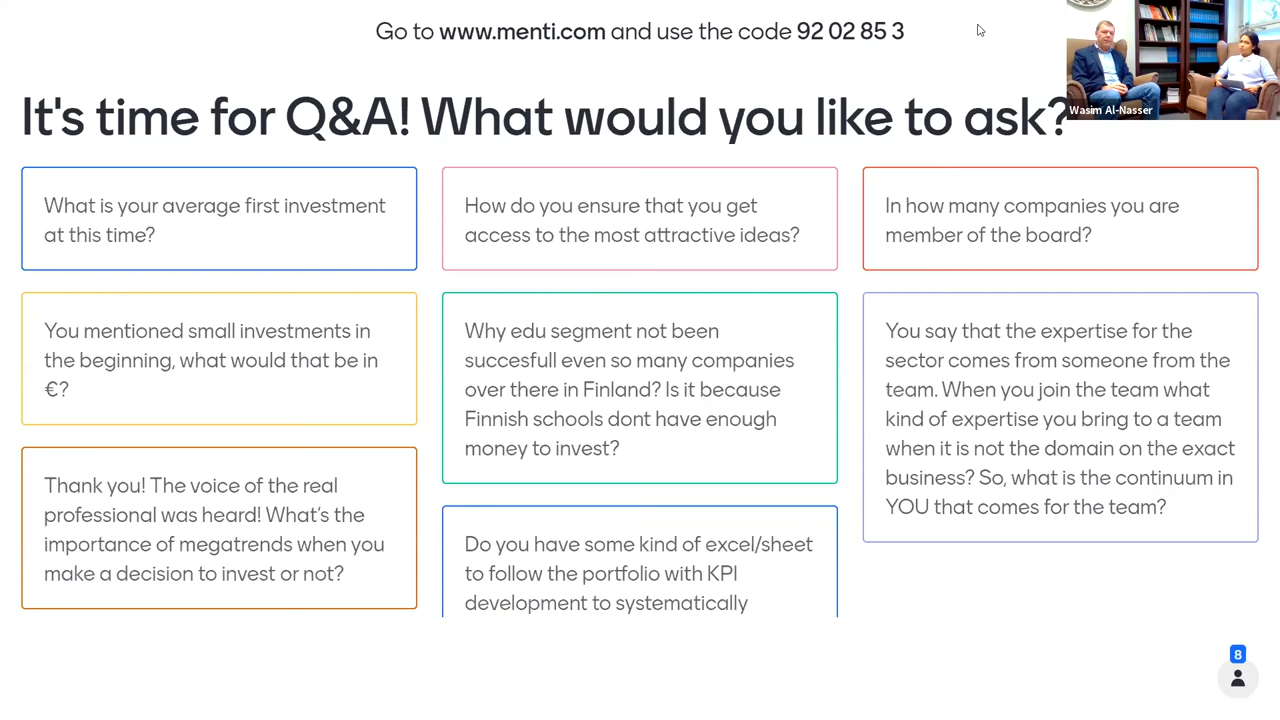 Go to www.menti.com and use the code 92 02 85 3
Wasim Al-Nasser
It's time for Q&A! What would you like to ask?
What is your average first investment
at this time?
How do you ensure that you get
access to the most attractive ideas?
In how many companies you are
member of the board?
You mentioned small investments in
the beginning, what would that be in
€?
Why edu segment not been
succesfull even so many companies
over there in Finland? Is it because
Finnish schools dont have enough
money to invest?
You say that the expertise for the
sector comes from someone from the
team. When you join the team what
kind of expertise you bring to a team
when it is not the domain on the exact
business? So, what is the continuum in
YOU that comes for the team?
Thank you! The voice of the real
professional was heard! What's the
importance of megatrends when you
make a decision to invest or not?
Do you have some kind of excel/sheet
to follow the portfolio with KPI
development to systematically
8